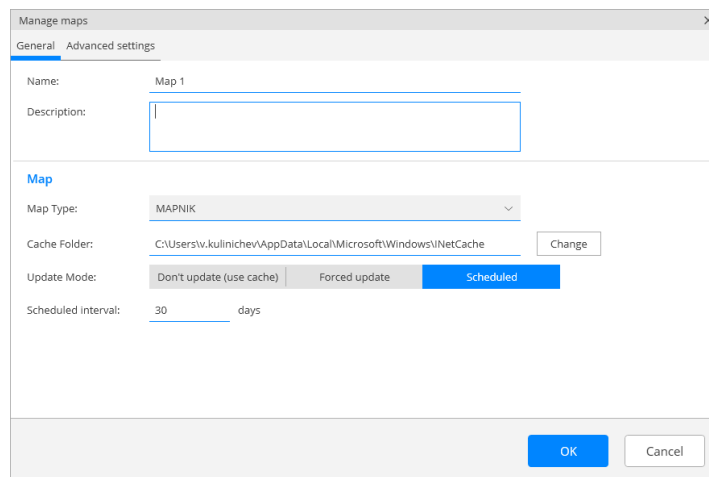 Manage maps
General Advanced settings
Name: Map 1
Description:
Map
Map Type: MAPNIK
Cache Folder: C:\Users\v.kulinichev\AppData\Local\Microsoft\Windows\INetCache Change
Update Mode: Don't update (use cache) Forced update Scheduled
Scheduled interval: 30 days
OK Cancel